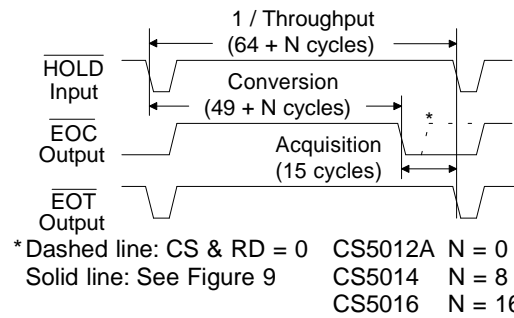 1 / Throughput
(64 + N cycles)
HOLD
Input
Conversion
(49 + N cycles)
*
EOC
Output
Acquisition
(15 cycles)
EOT
Output
* Dashed line: CS & RD = 0 CS5012A N = 0
Solid line: See Figure 9 CS5014 N = 8
CS5016 N = 16